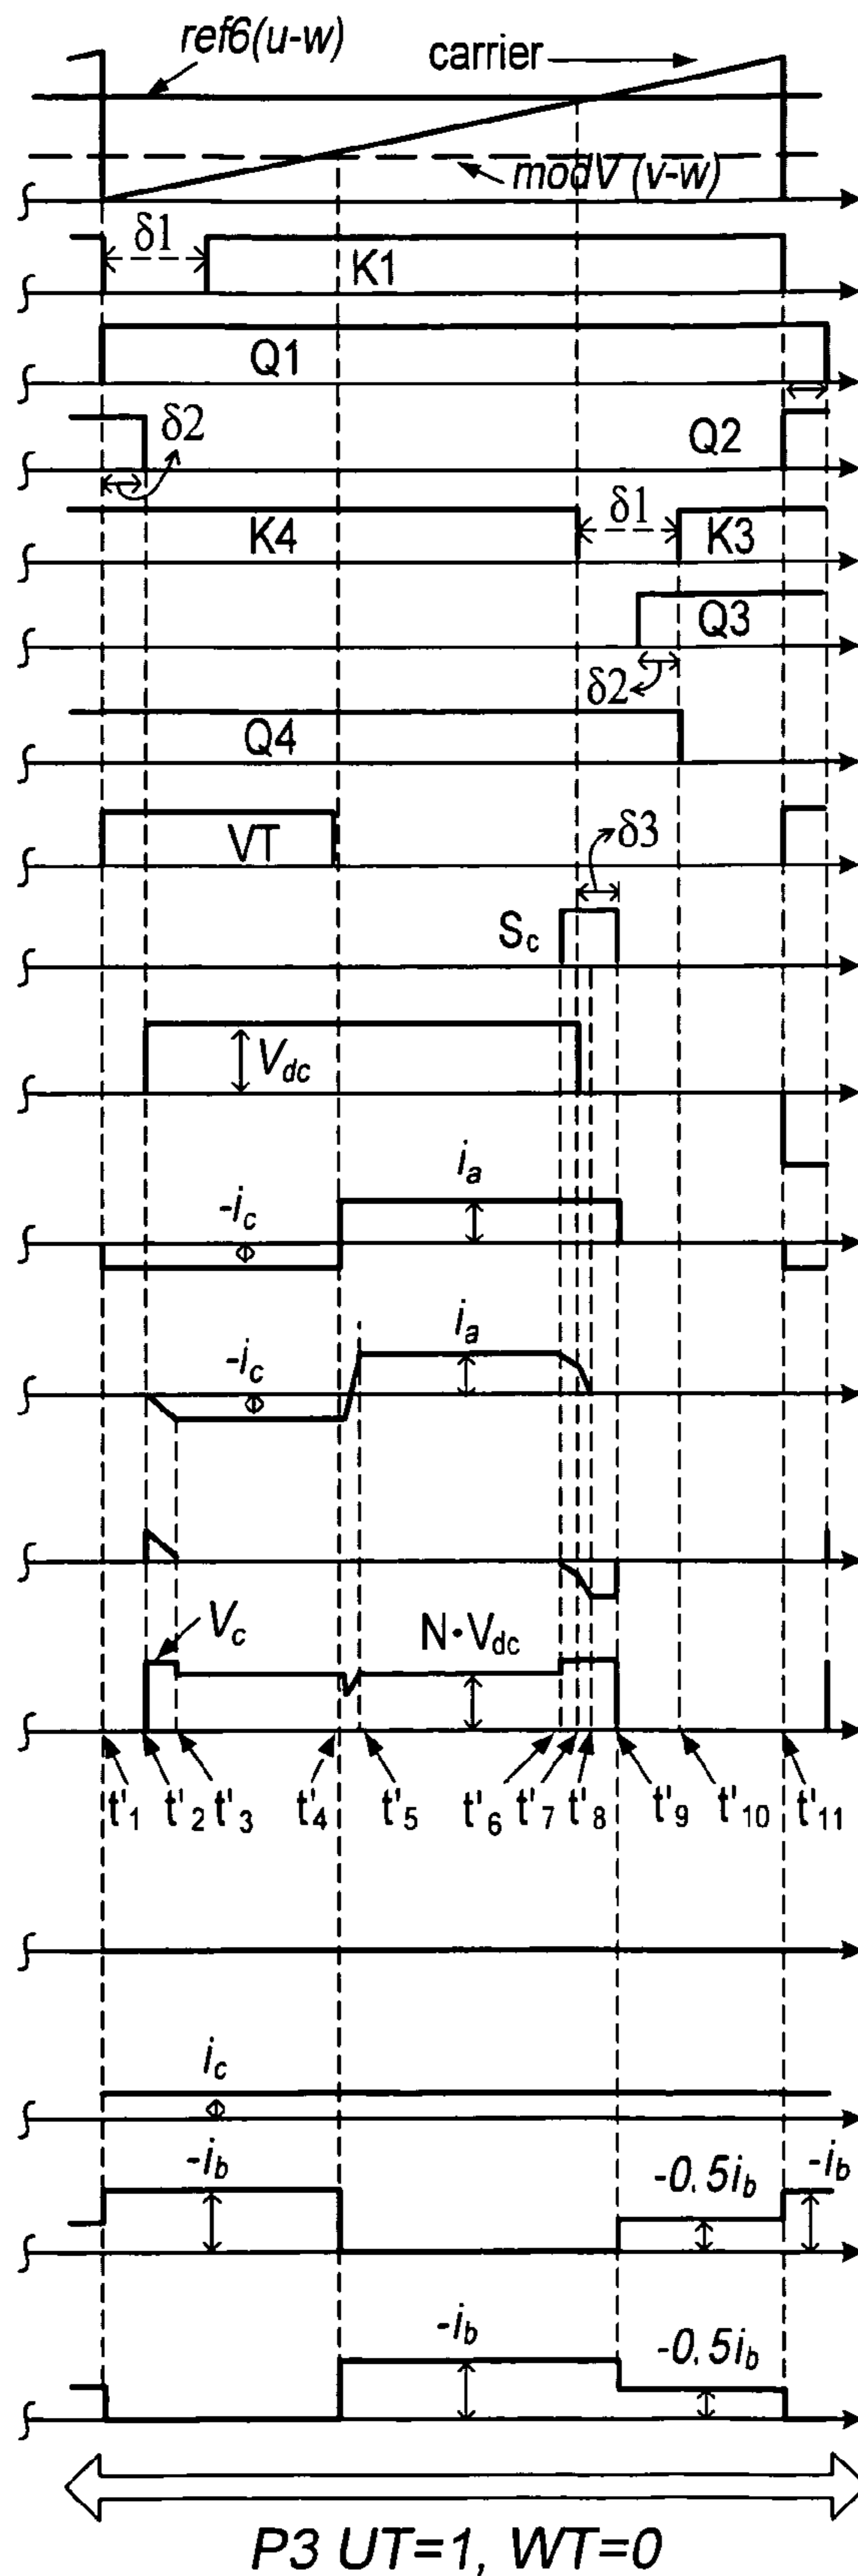 ref6(u-w)
carrier
modV (v-w)
δ1
K1
Q1
δ2
Q2
K4
δ1
K3
Q3
δ2
Q4
VT
δ3
Sc
Vdc
-ic
ia
-ic
ia
Vc
N·Vdc
t'1 t'2 t'3 t'4 t'5 t'6 t'7 t'8 t'9 t'10 t'11
ic
-ib
-0.5ib
-ib
-ib
-0.5ib
P3 UT=1, WT=0